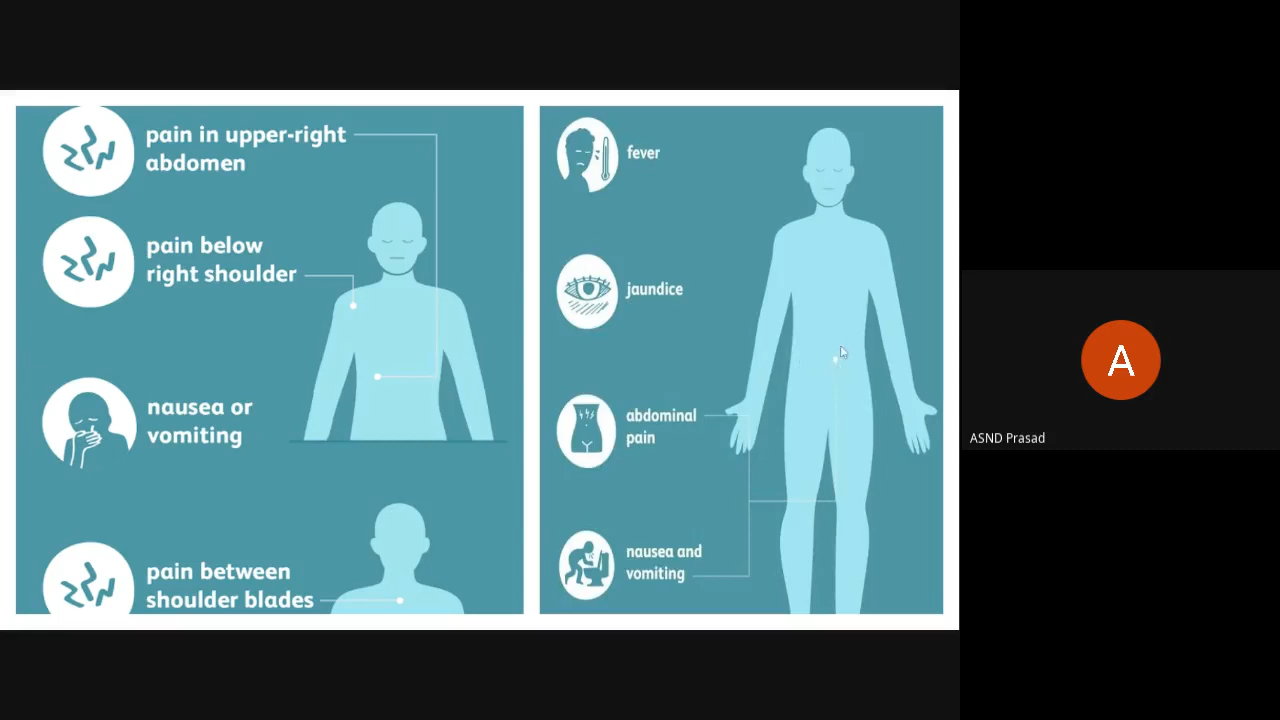 pain in upper-right
abdomen
pain below
right shoulder
nausea or
vomiting
pain between
shoulder blades
fever
jaundice
abdominal
pain
nausea and
vomiting
A
ASND Prasad